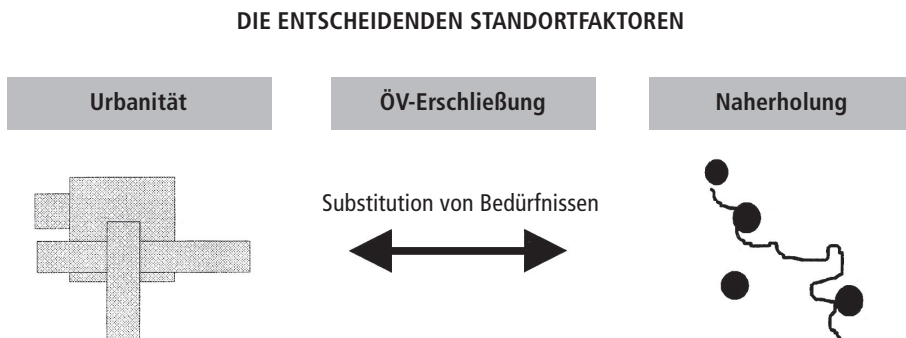 DIE ENTSCHEIDENDEN STANDORTFAKTOREN
Urbanität
ÖV-Erschließung
Naherholung
Substitution von Bedürfnissen